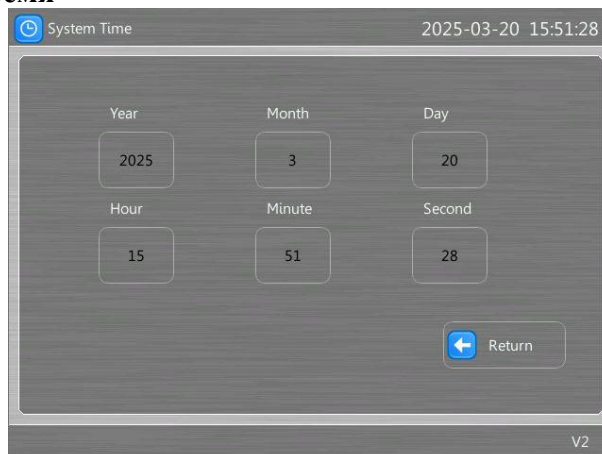 System Time 2025-03-20 15:51:28
Year Month Day
2025 3 20
Hour Minute Second
15 51 28
Return
V2